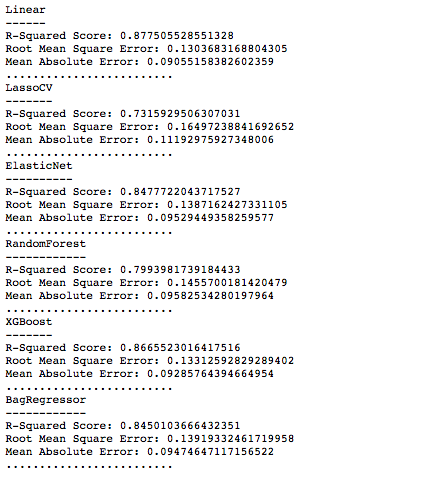 Linear
------
R-Squared Score: 0.877505528551328
Root Mean Square Error: 0.1303683168804305
Mean Absolute Error: 0.09055158382602359
.........................
LassoCV
-------
R-Squared Score: 0.7315929506307031
Root Mean Square Error: 0.16497238841692652
Mean Absolute Error: 0.11192975927348006
.........................
ElasticNet
----------
R-Squared Score: 0.8477722043717527
Root Mean Square Error: 0.1387162427331105
Mean Absolute Error: 0.09529449358259577
.........................
RandomForest
------------
R-Squared Score: 0.7993981739184433
Root Mean Square Error: 0.1455700181420479
Mean Absolute Error: 0.09582534280197964
.........................
XGBoost
-------
R-Squared Score: 0.8665523016417516
Root Mean Square Error: 0.13312592829289402
Mean Absolute Error: 0.09285764394664954
.........................
BagRegressor
------------
R-Squared Score: 0.8450103666432351
Root Mean Square Error: 0.13919332461719958
Mean Absolute Error: 0.09474647117156522
.........................